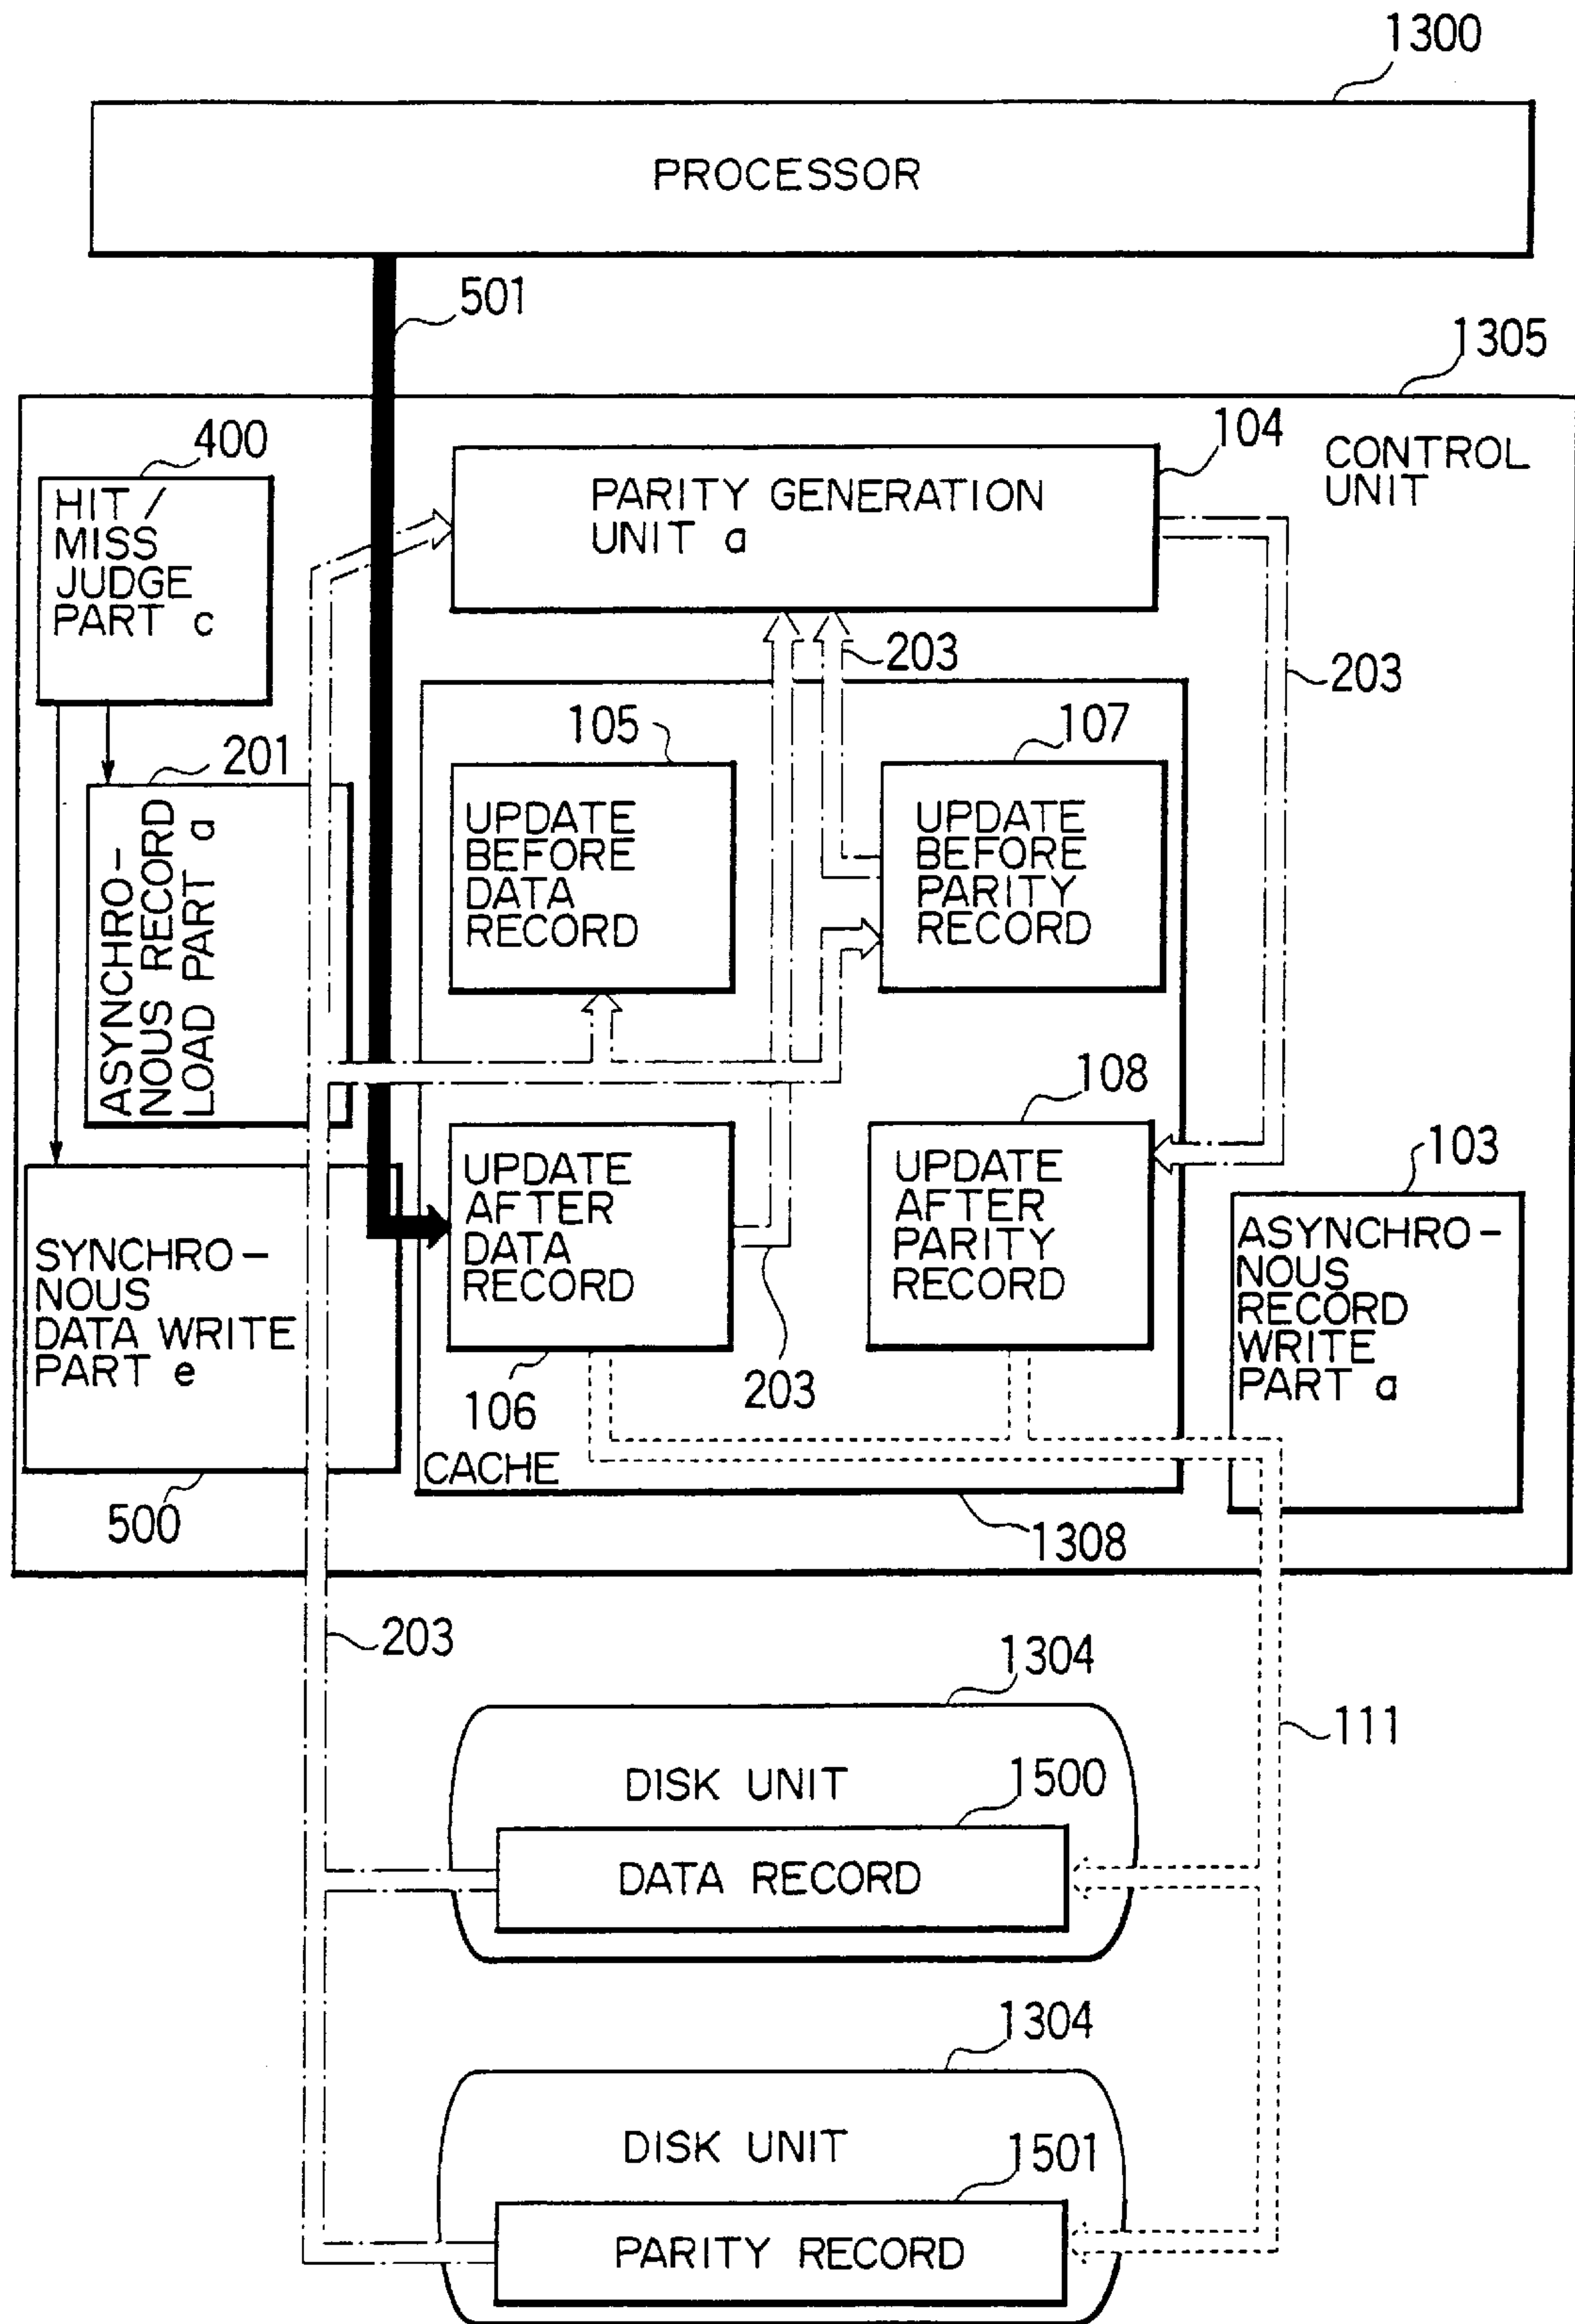 1300
PROCESSOR
501
1305
400
104
CONTROL
UNIT
HIT /
MISS
JUDGE
PART c
PARITY GENERATION
UNIT a
203
203
201
105
107
ASYNCHRO-
NOUS RECORD
LOAD PART a
UPDATE
BEFORE
DATA
RECORD
UPDATE
BEFORE
PARITY
RECORD
108
103
UPDATE
AFTER
DATA
RECORD
UPDATE
AFTER
PARITY
RECORD
SYNCHRO-
NOUS
DATA WRITE
PART e
ASYNCHRO-
NOUS
RECORD
WRITE
PART a
106
203
CACHE
500
1308
203
1304
111
DISK UNIT
1500
DATA RECORD
1304
DISK UNIT
1501
PARITY RECORD